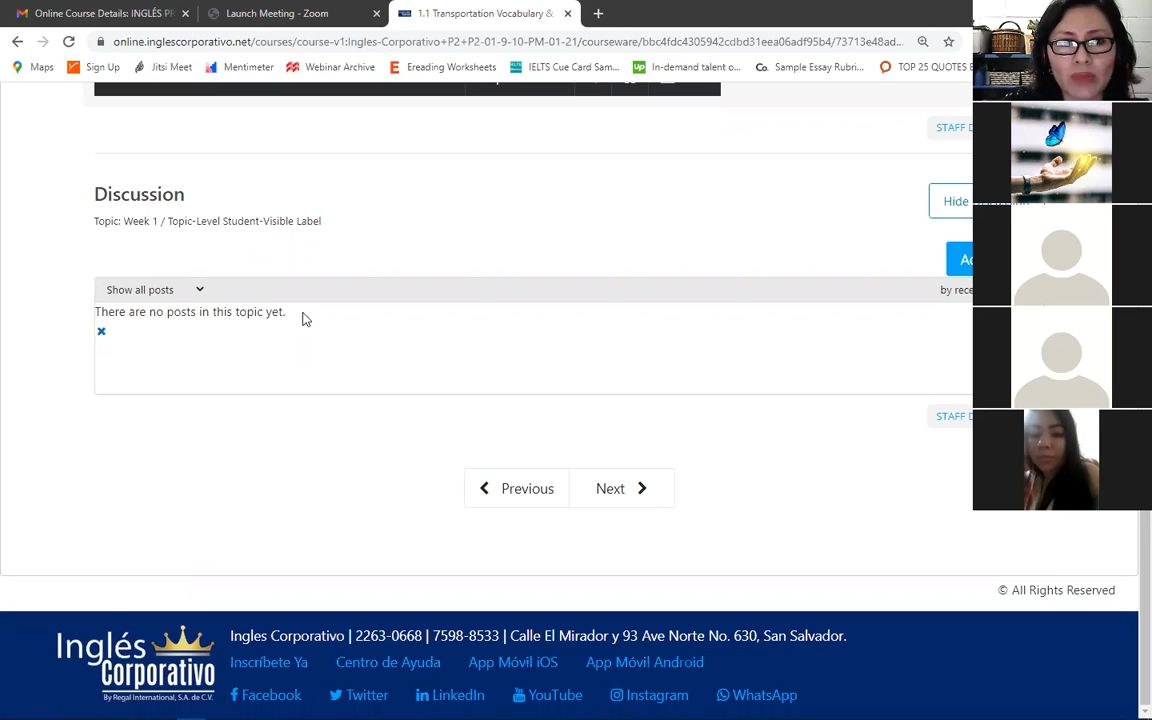 Online Course Details: INGLÉS PR
Launch Meeting - Zoom
1.1 Transportation Vocabulary &
online.inglescorporativo.net/courses/course-v1:Ingles-Corporativo+P2+P2-01-9-10-PM-01-21/courseware/bbc4fdc4305942cdbd31eea06adf95b4/73713e48ad...
Maps
Sign Up
Jitsi Meet
Mentimeter
Webinar Archive
Ereading Worksheets
IELTS Cue Card Sam...
In-demand talent o...
Sample Essay Rubri...
TOP 25 QUOTES
STAFF D
Discussion
Hide
Topic: Week 1 / Topic-Level Student-Visible Label
Show all posts
by rece
There are no posts in this topic yet.
STAFF D
Previous
Next
© All Rights Reserved
Inglés
Corporativo
By Regal International, S.A. de C.V.
Ingles Corporativo | 2263-0668 | 7598-8533 | Calle El Mirador y 93 Ave Norte No. 630, San Salvador.
Inscríbete Ya
Centro de Ayuda
App Móvil iOS
App Móvil Android
Facebook
Twitter
LinkedIn
YouTube
Instagram
WhatsApp